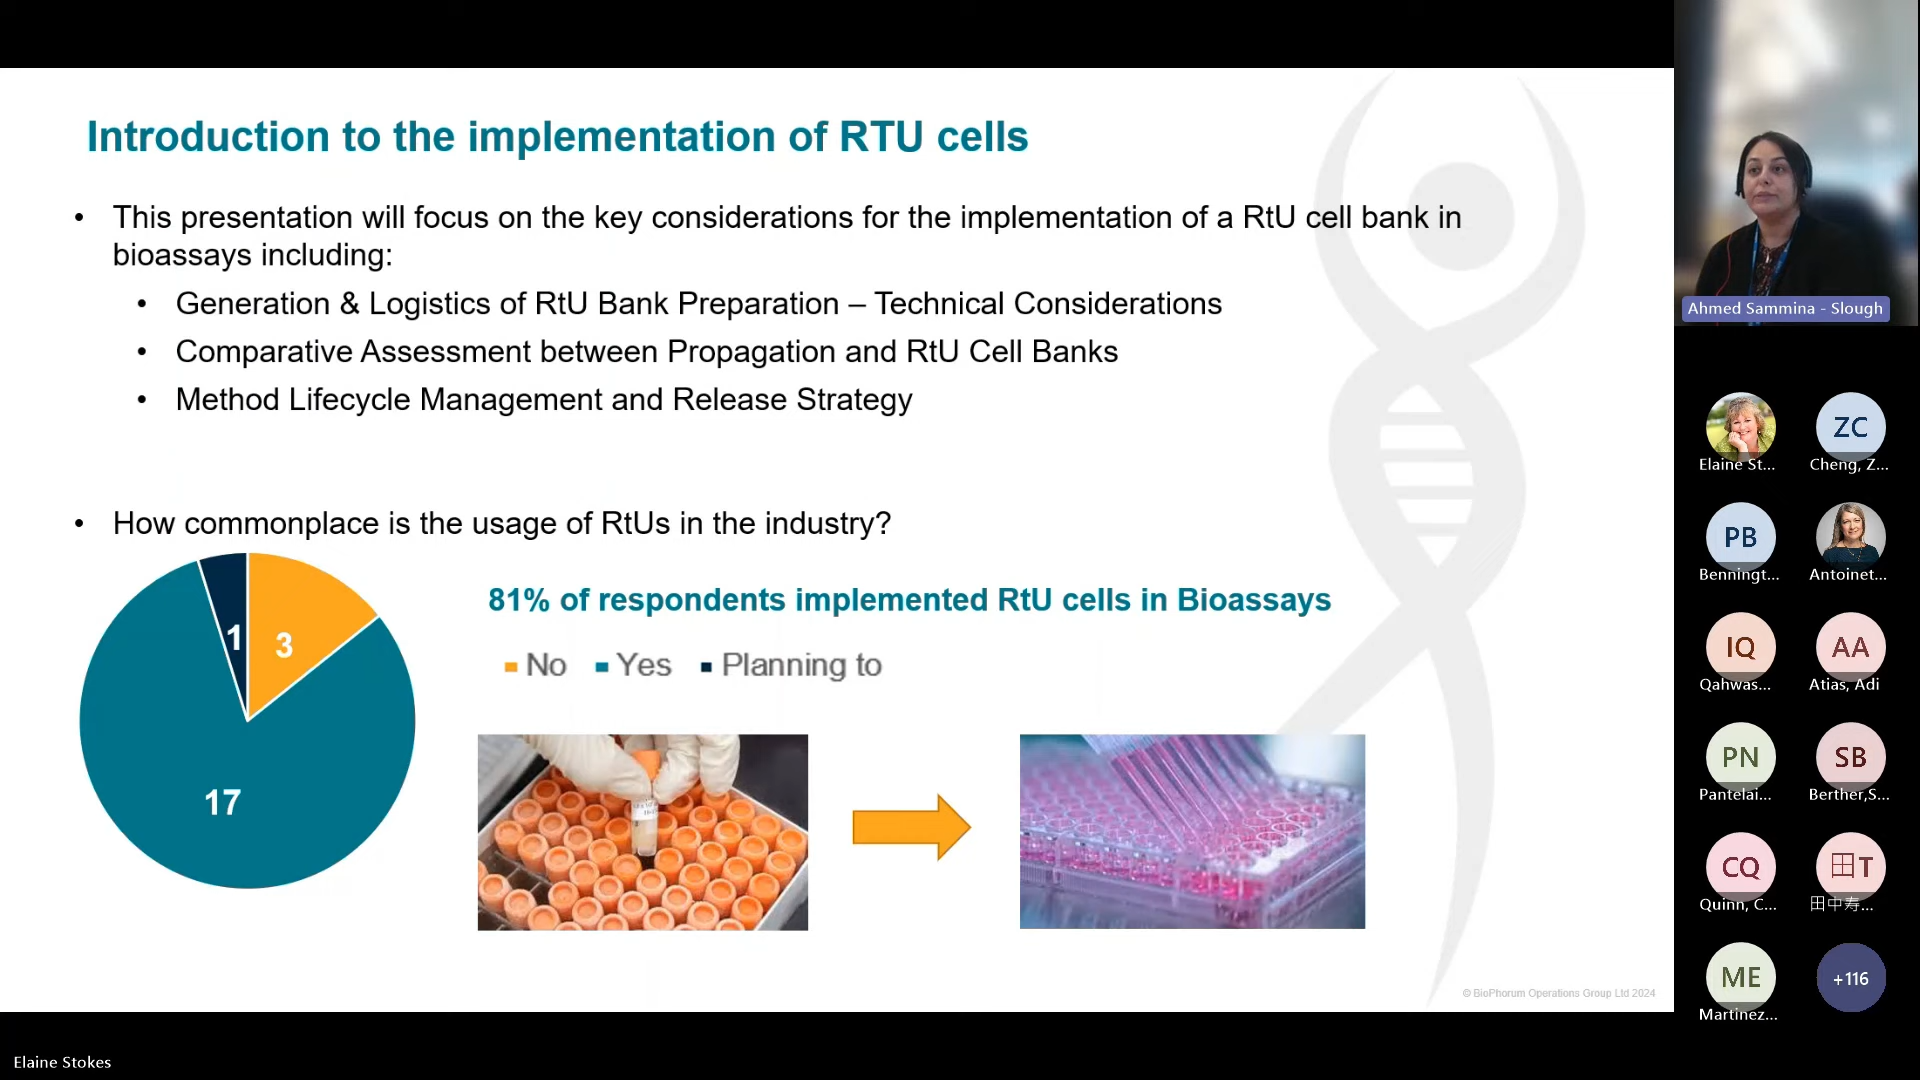 Introduction to the implementation of RTU cells
• This presentation will focus on the key considerations for the implementation of a RtU cell bank in
bioassays including:
• Generation & Logistics of RtU Bank Preparation – Technical Considerations
• Comparative Assessment between Propagation and RtU Cell Banks
• Method Lifecycle Management and Release Strategy
• How commonplace is the usage of RtUs in the industry?
1
3
17
81% of respondents implemented RtU cells in Bioassays
No Yes Planning to
© BioPhorum Operations Group Ltd 2024
Elaine Stokes
Ahmed Sammina - Slough
Elaine St...
ZC
Cheng, Z...
PB
Benningt...
Antoinet...
IQ
Qahwas...
AA
Atias, Adi
PN
Pantelai...
SB
Berther,S...
CQ
Quinn, C...
田T
田中寿...
ME
Martinez...
+116